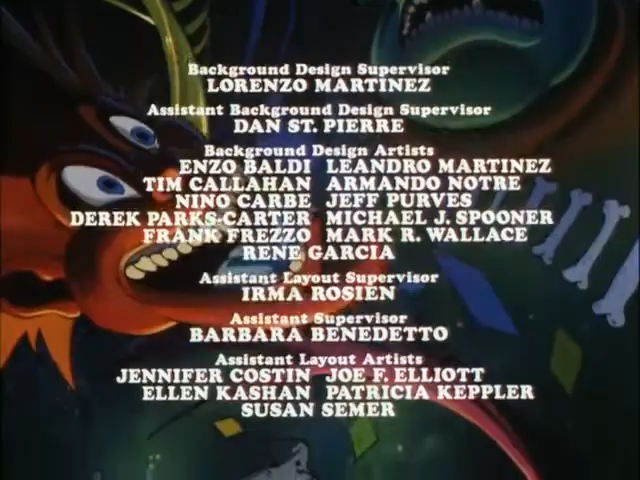 Background Design Supervisor
LORENZO MARTINEZ
Assistant Background Design Supervisor
DAN ST. PIERRE
Background Design Artists
ENZO BALDI LEANDRO MARTINEZ
TIM CALLAHAN ARMANDO NOTRE
NINO CARBE JEFF PURVES
DEREK PARKS-CARTER MICHAEL J. SPOONER
FRANK FREZZO MARK R. WALLACE
RENE GARCIA
Assistant Layout Supervisor
IRMA ROSIEN
Assistant Supervisor
BARBARA BENEDETTO
Assistant Layout Artists
JENNIFER COSTIN JOE F. ELLIOTT
ELLEN KASHAN PATRICIA KEPPLER
SUSAN SEMER